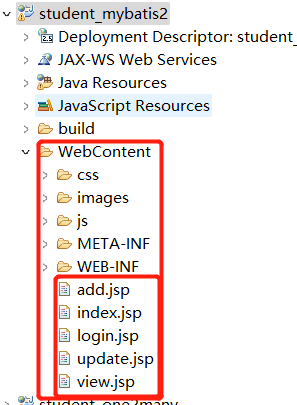 student_mybatis2
Deployment Descriptor: student_
JAX-WS Web Services
Java Resources
JavaScript Resources
build
WebContent
css
images
js
META-INF
WEB-INF
add.jsp
index.jsp
login.jsp
update.jsp
view.jsp
student_one2many